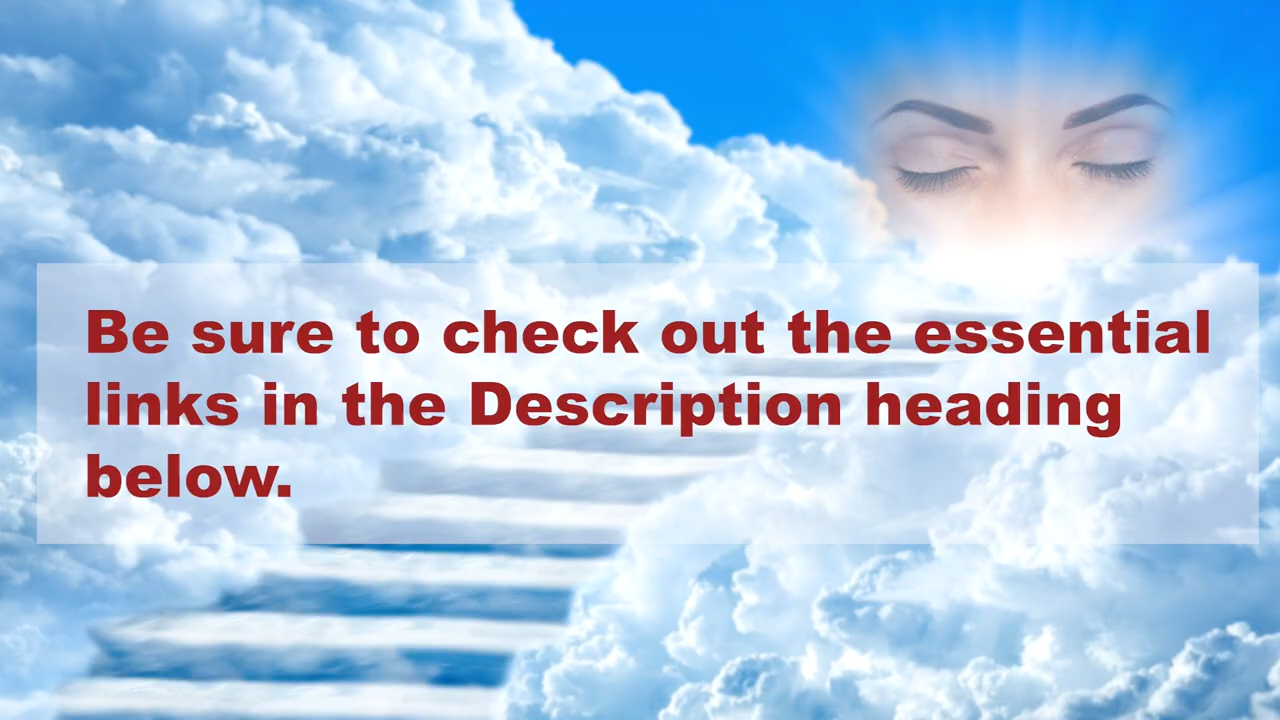 Be sure to check out the essential
links in the Description heading
below.